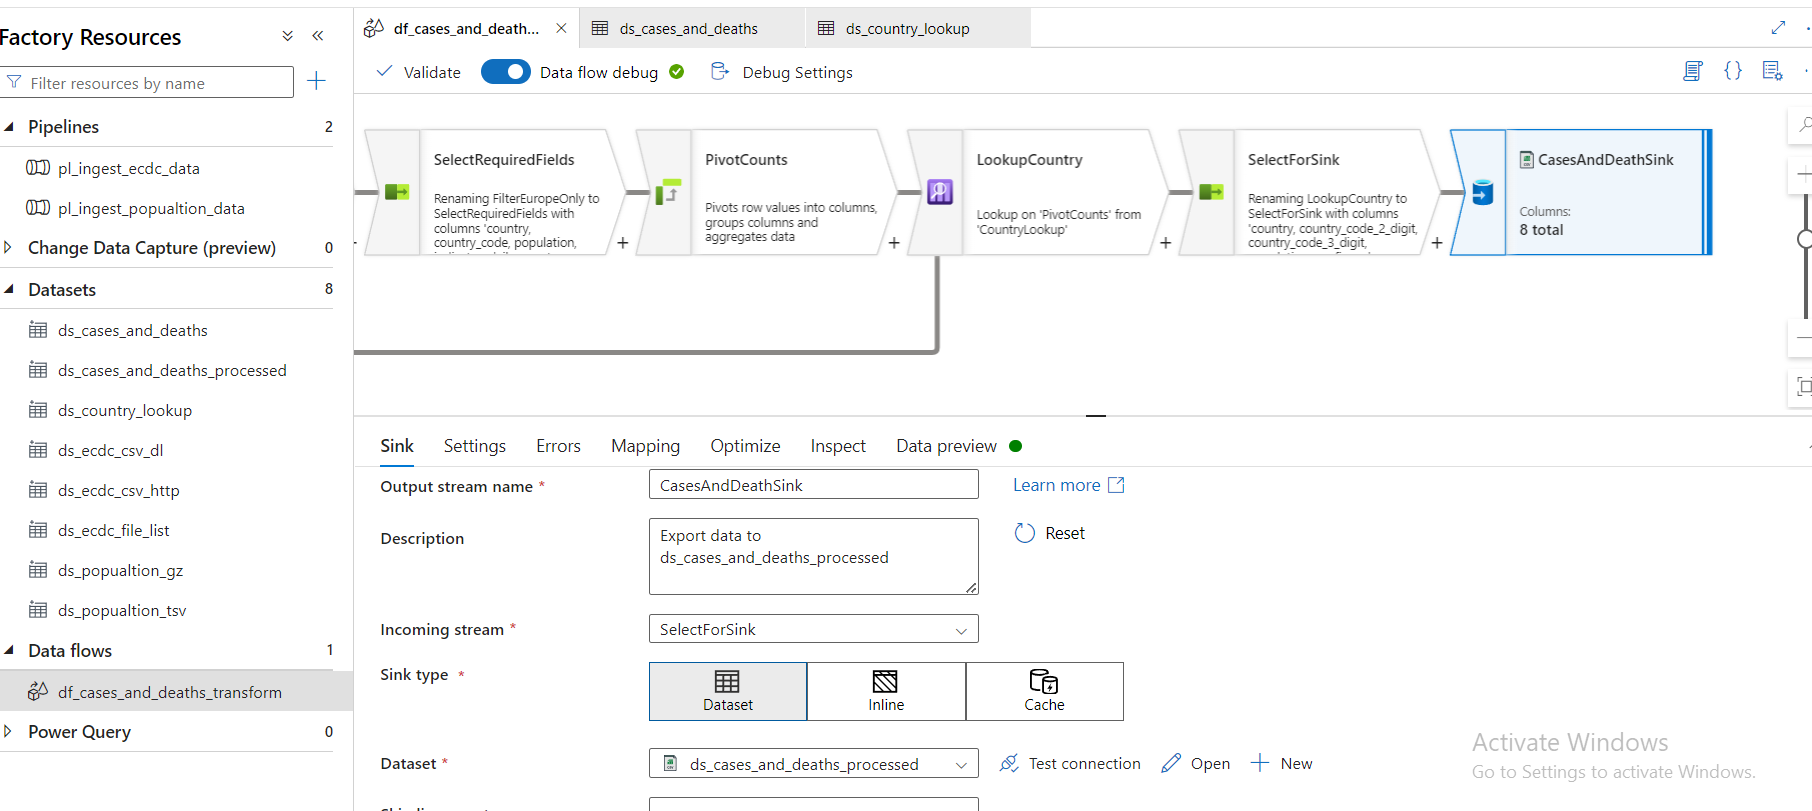 Factory Resources
Filter resources by name
Pipelines 2
pl_ingest_ecdc_data
pl_ingest_popualtion_data
Change Data Capture (preview) 0
Datasets 8
ds_cases_and_deaths
ds_cases_and_deaths_processed
ds_country_lookup
ds_ecdc_csv_dl
ds_ecdc_csv_http
ds_ecdc_file_list
ds_popualtion_gz
ds_popualtion_tsv
Data flows 1
df_cases_and_deaths_transform
Power Query 0
df_cases_and_death...
ds_cases_and_deaths
ds_country_lookup
Validate
Data flow debug
Debug Settings
SelectRequiredFields
Renaming FilterEuropeOnly to
SelectRequiredFields with
columns 'country,
country_code, population,
PivotCounts
Pivots row values into columns,
groups columns and
aggregates data
LookupCountry
Lookup on 'PivotCounts' from
'CountryLookup'
SelectForSink
Renaming LookupCountry to
SelectForSink with columns
'country, country_code_2_digit,
country_code_3_digit,
CasesAndDeathSink
Columns:
8 total
Sink
Settings
Errors
Mapping
Optimize
Inspect
Data preview
Output stream name *
CasesAndDeathSink
Learn more
Description
Export data to
ds_cases_and_deaths_processed
Reset
Incoming stream *
SelectForSink
Sink type *
Dataset
Inline
Cache
Dataset *
ds_cases_and_deaths_processed
Test connection
Open
New
Activate Windows
Go to Settings to activate Windows.